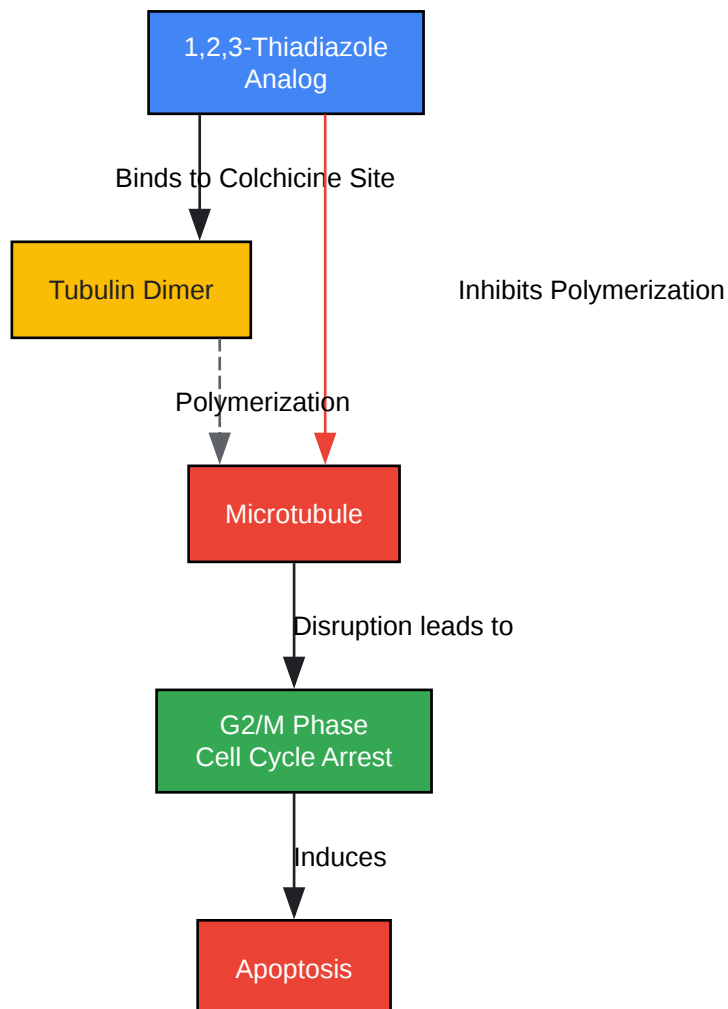 1,2,3-Thiadiazole
Analog
Binds to Colchicine Site
Tubulin Dimer
Inhibits Polymerization
Polymerization
Microtubule
Disruption leads to
G2/M Phase
Cell Cycle Arrest
Induces
Apoptosis